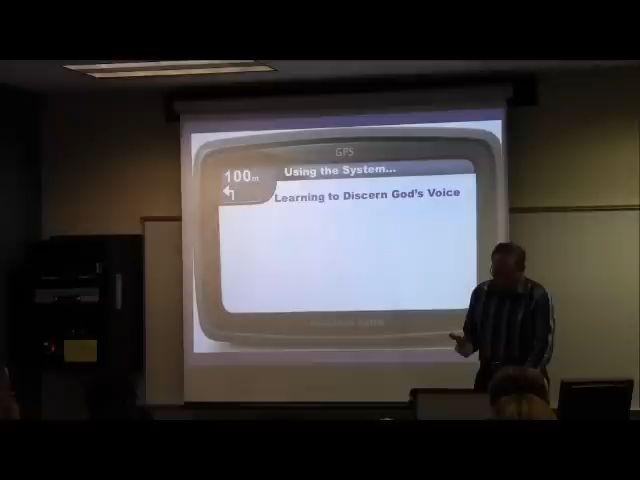 GPS
100m
Using the System...
Learning to Discern God's Voice